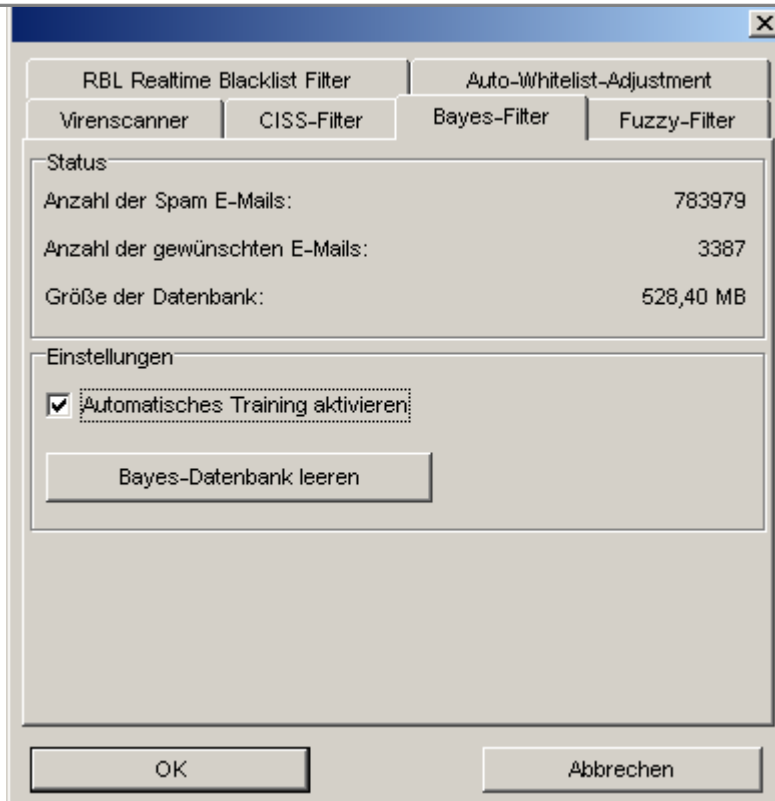 RBL Realtime Blacklist Filter
Auto-Whitelist-Adjustment
Virenscanner
CISS-Filter
Bayes-Filter
Fuzzy-Filter
Status
Anzahl der Spam E-Mails: 783979
Anzahl der gewünschten E-Mails: 3387
Größe der Datenbank: 528,40 MB
Einstellungen
Automatisches Training aktivieren
Bayes-Datenbank leeren
OK
Abbrechen